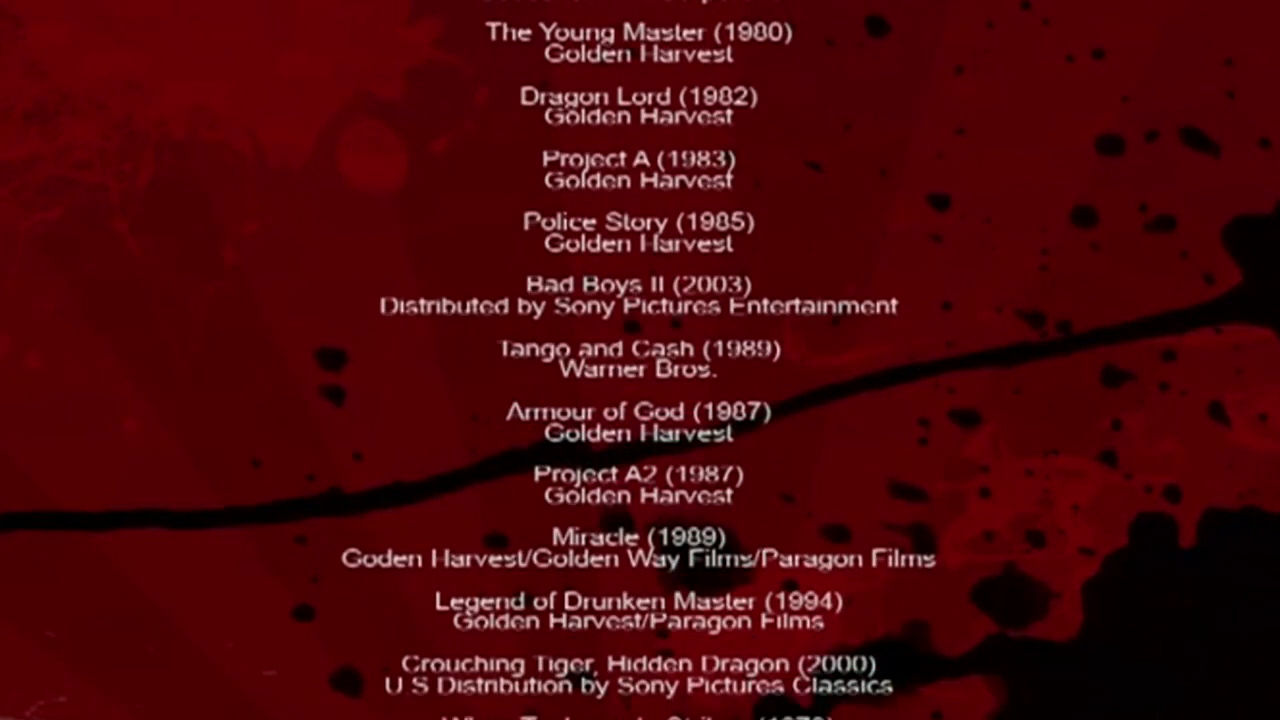 The Young Master (1980)
Golden Harvest
Dragon Lord (1982)
Golden Harvest
Project A (1983)
Golden Harvest
Police Story (1985)
Golden Harvest
Bad Boys II (2003)
Distributed by Sony Pictures Entertainment
Tango and Cash (1989)
Warner Bros.
Armour of God (1987)
Golden Harvest
Project A2 (1987)
Golden Harvest
Miracle (1989)
Goden Harvest/Golden Way Films/Paragon Films
Legend of Drunken Master (1994)
Golden Harvest/Paragon Films
Crouching Tiger, Hidden Dragon (2000)
U S Distribution by Sony Pictures Classics